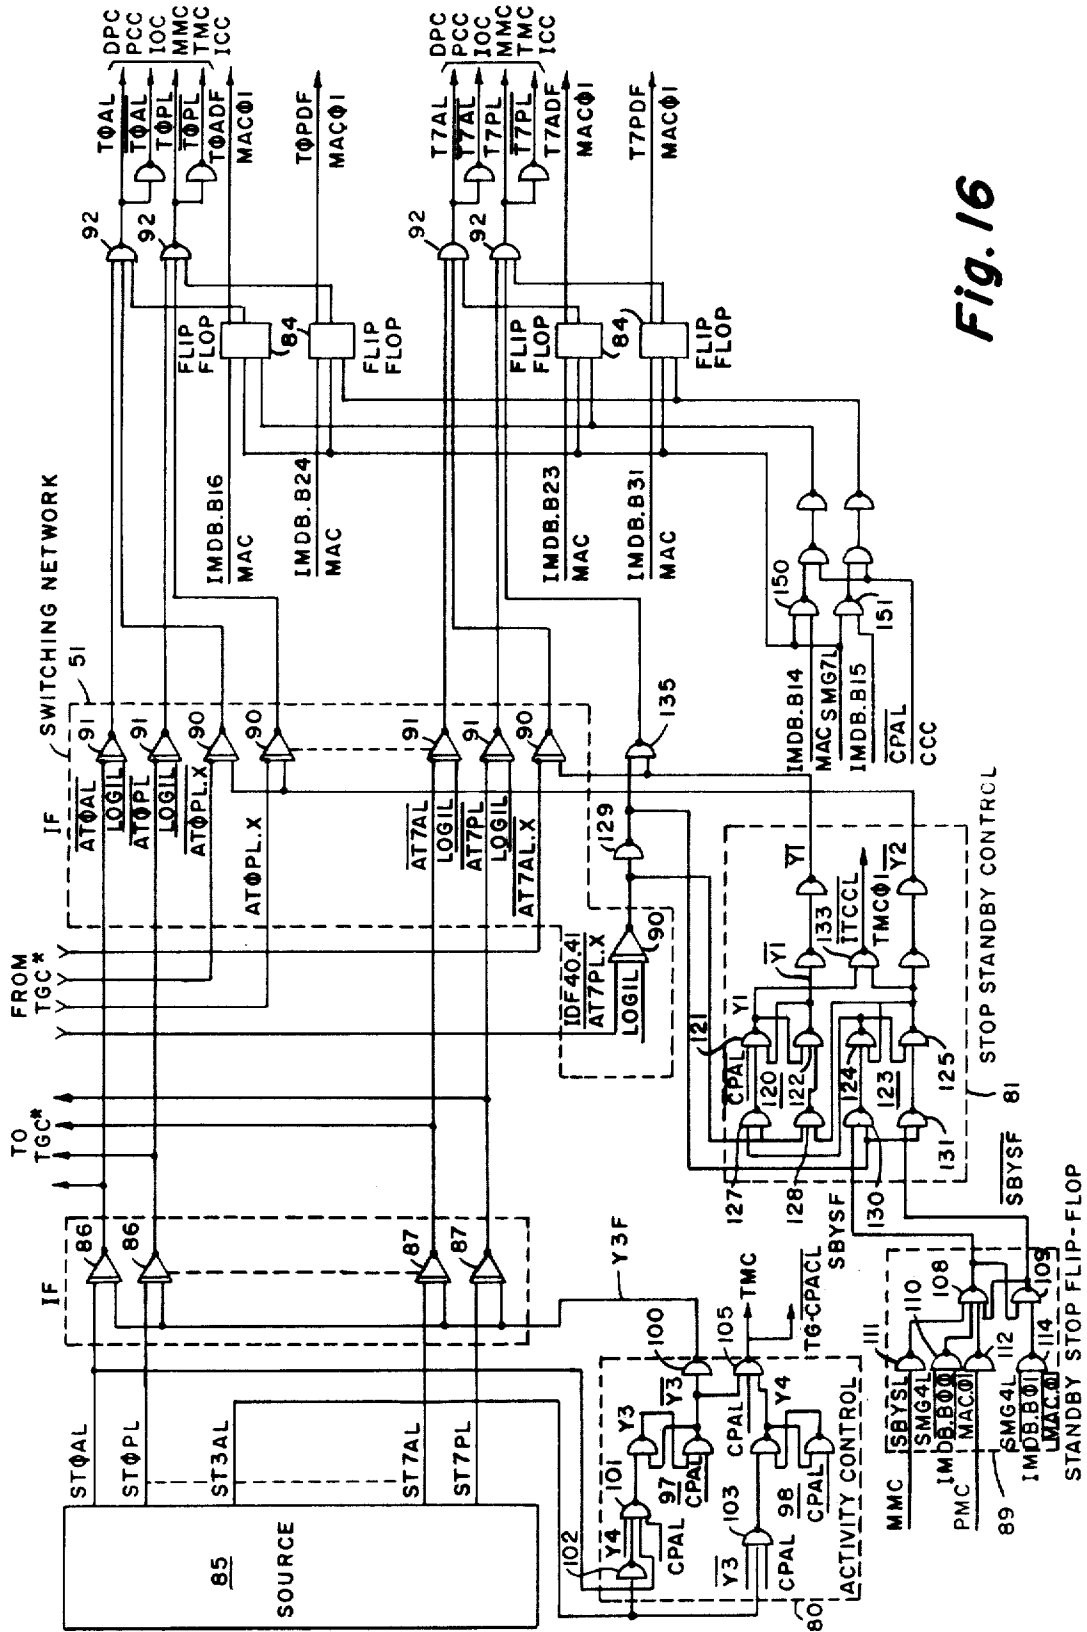 SOURCE
85
STØAL
STØPL
ST3AL
ST7AL
ST7PL
IF
86
86
87
87
Y3F
TO
TGC*
FROM
TGC*
IF
SWITCHING NETWORK
51
ATØAL
91
LOGIL
ATØPL
91
LOGIL
ATØPL.X
90
ATØPL.X
90
AT7AL
91
LOGIL
AT7PL
91
LOGIL
AT7AL.X
90
IDF40.41
AT7PL.X
LOGIL
90
129
135
92
92
TØAL
TØAL
TØPL
TØPL
TØADF
MACØ1
DPC
PCC
IOC
MMC
TMC
ICC
FLIP
FLOP
84
IMDB.B16
MAC
IMDB.B24
MAC
FLIP
FLOP
TØPDF
MACØ1
92
92
T7AL
T7AL
T7PL
T7PL
T7ADF
MACØ1
DPC
PCC
IOC
MMC
TMC
ICC
FLIP
FLOP
84
IMDB.B23
MAC
IMDB.B31
MAC
FLIP
FLOP
T7PDF
MACØ1
IMDB.B14
MAC SMG7L
IMDB.B15
CPAL
CCC
150
151
102
Y4
101
CPAL
97
CPAL
Y3
Y3
100
Y3
103
CPAL
98
CPAL
CPAL
Y4
105
TMC
TG-CPACL
ACTIVITY CONTROL
80
MMC
SBYSL
111
SMG4L
IMDB.BØØ
110
MAC.Ø1
PMC
112
108
SMG4L
IMDB.BØ1
MAC.Ø1
114
109
89
STANDBY STOP FLIP-FLOP
SBYSF
SBYSF
121
CPAL
120
122
124
123
125
127
128
130
131
Y1
Y1
133
Y1
ITCCL
TMCØ1
Y2
STOP STANDBY CONTROL
81
Fig. 16